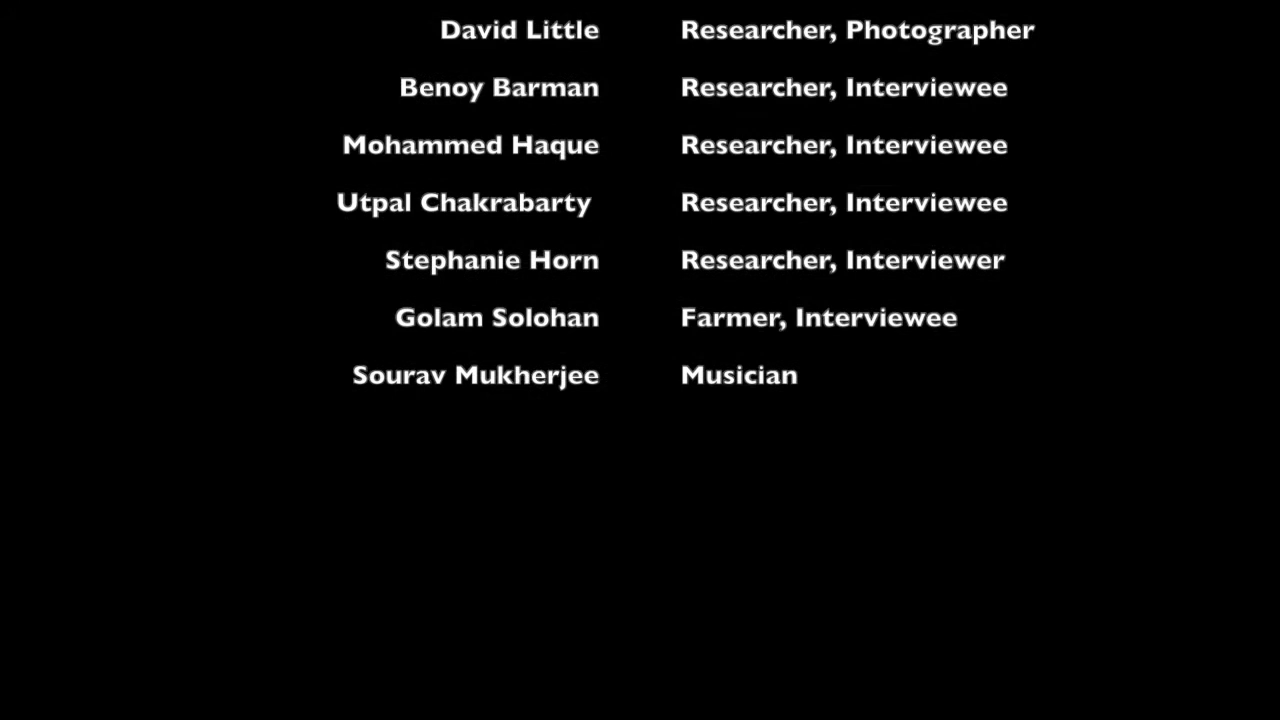 David Little Researcher, Photographer
Benoy Barman Researcher, Interviewee
Mohammed Haque Researcher, Interviewee
Utpal Chakrabarty Researcher, Interviewee
Stephanie Horn Researcher, Interviewer
Golam Solohan Farmer, Interviewee
Sourav Mukherjee Musician